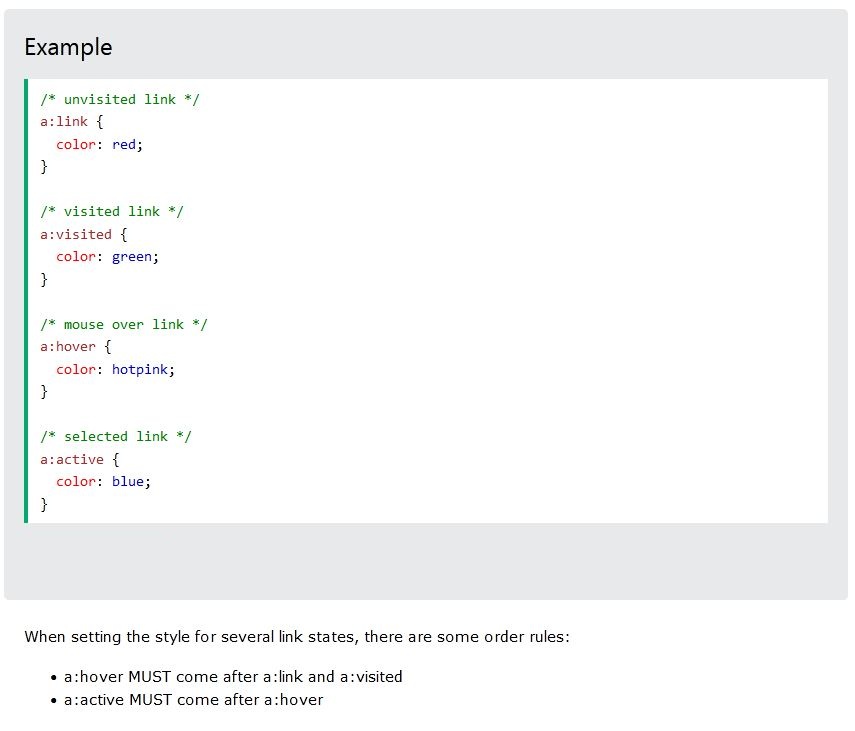 Example
/* unvisited link */
a:link {
  color: red;
}
/* visited link */
a:visited {
  color: green;
}
/* mouse over link */
a:hover {
  color: hotpink;
}
/* selected link */
a:active {
  color: blue;
}
When setting the style for several link states, there are some order rules:
• a:hover MUST come after a:link and a:visited
• a:active MUST come after a:hover